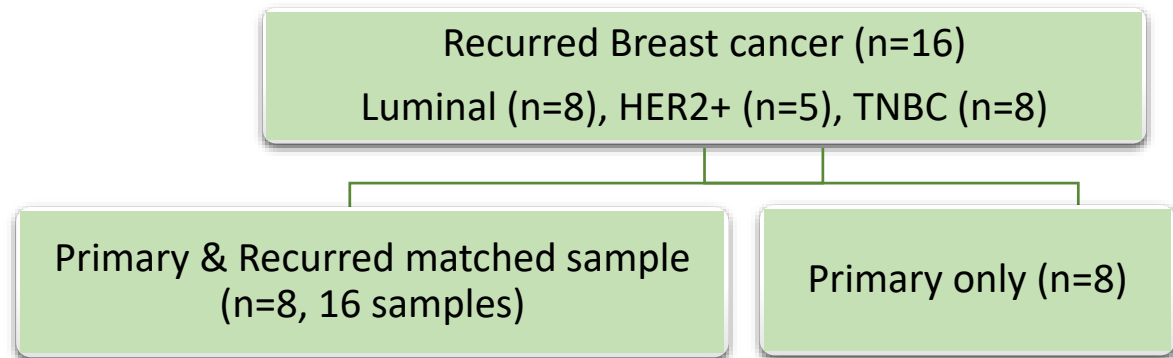 Recurred Breast cancer (n=16)
Luminal (n=8), HER2+ (n=5), TNBC (n=8)
Primary & Recurred matched sample
(n=8, 16 samples)
Primary only (n=8)